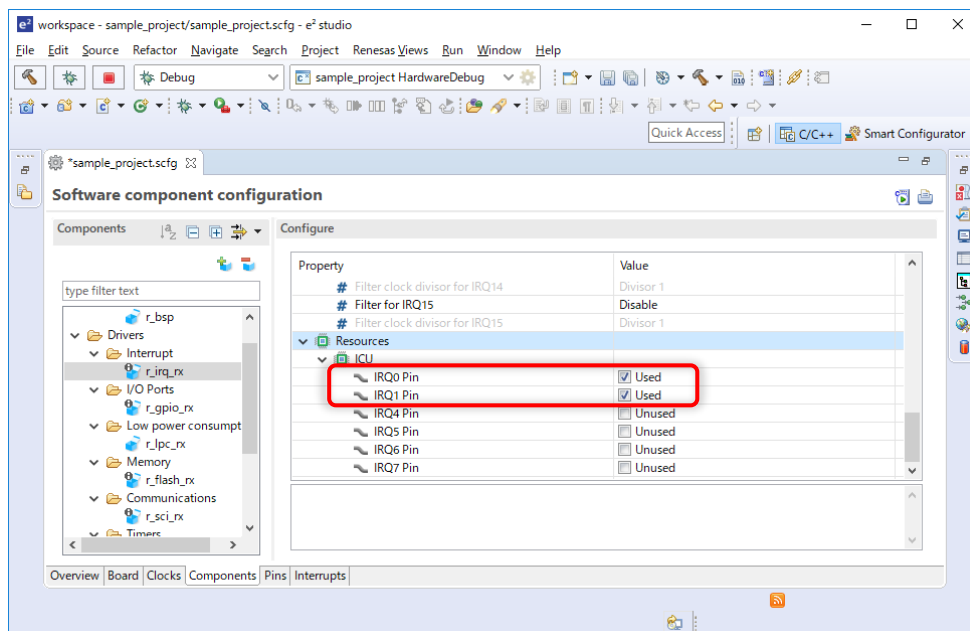 workspace - sample_project/sample_project.scfg - e² studio
File Edit Source Refactor Navigate Search Project Renesas Views Run Window Help
Debug
sample_project HardwareDebug
Quick Access
C/C++
Smart Configurator
*sample_project.scfg
Software component configuration
Components
Configure
type filter text
r_bsp
Drivers
Interrupt
r_irq_rx
I/O Ports
r_gpio_rx
Low power consumpt
r_lpc_rx
Memory
r_flash_rx
Communications
r_sci_rx
Timers
Property Value
Filter clock divisor for IRQ14 Divisor 1
Filter for IRQ15 Disable
Filter clock divisor for IRQ15 Divisor 1
Resources
ICU
IRQ0 Pin Used
IRQ1 Pin Used
IRQ4 Pin Unused
IRQ5 Pin Unused
IRQ6 Pin Unused
IRQ7 Pin Unused
Overview Board Clocks Components Pins Interrupts